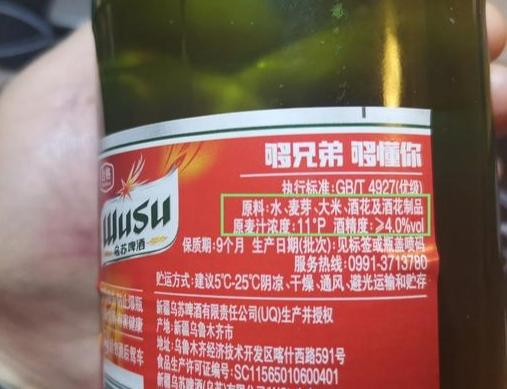 够兄弟 够懂你
执行标准:GB/T 4927(优级)
原料:水、麦芽、大米、酒花及酒花制品
原麦汁浓度:11°P 酒精度:≥4.0%vol
保质期:9个月 生产日期(批次):见标签或瓶盖喷码
服务热线:0991-3713780
贮运方式:建议5℃-25℃阴凉、干燥、通风、避光运输和贮存
WUSU
乌苏啤酒
新疆乌苏啤酒有限责任公司(UQ)生产并授权
产地:新疆乌鲁木齐市
地址:乌鲁木齐经济技术开发区喀什西路591号
食品生产许可证编号:SC11565010600401